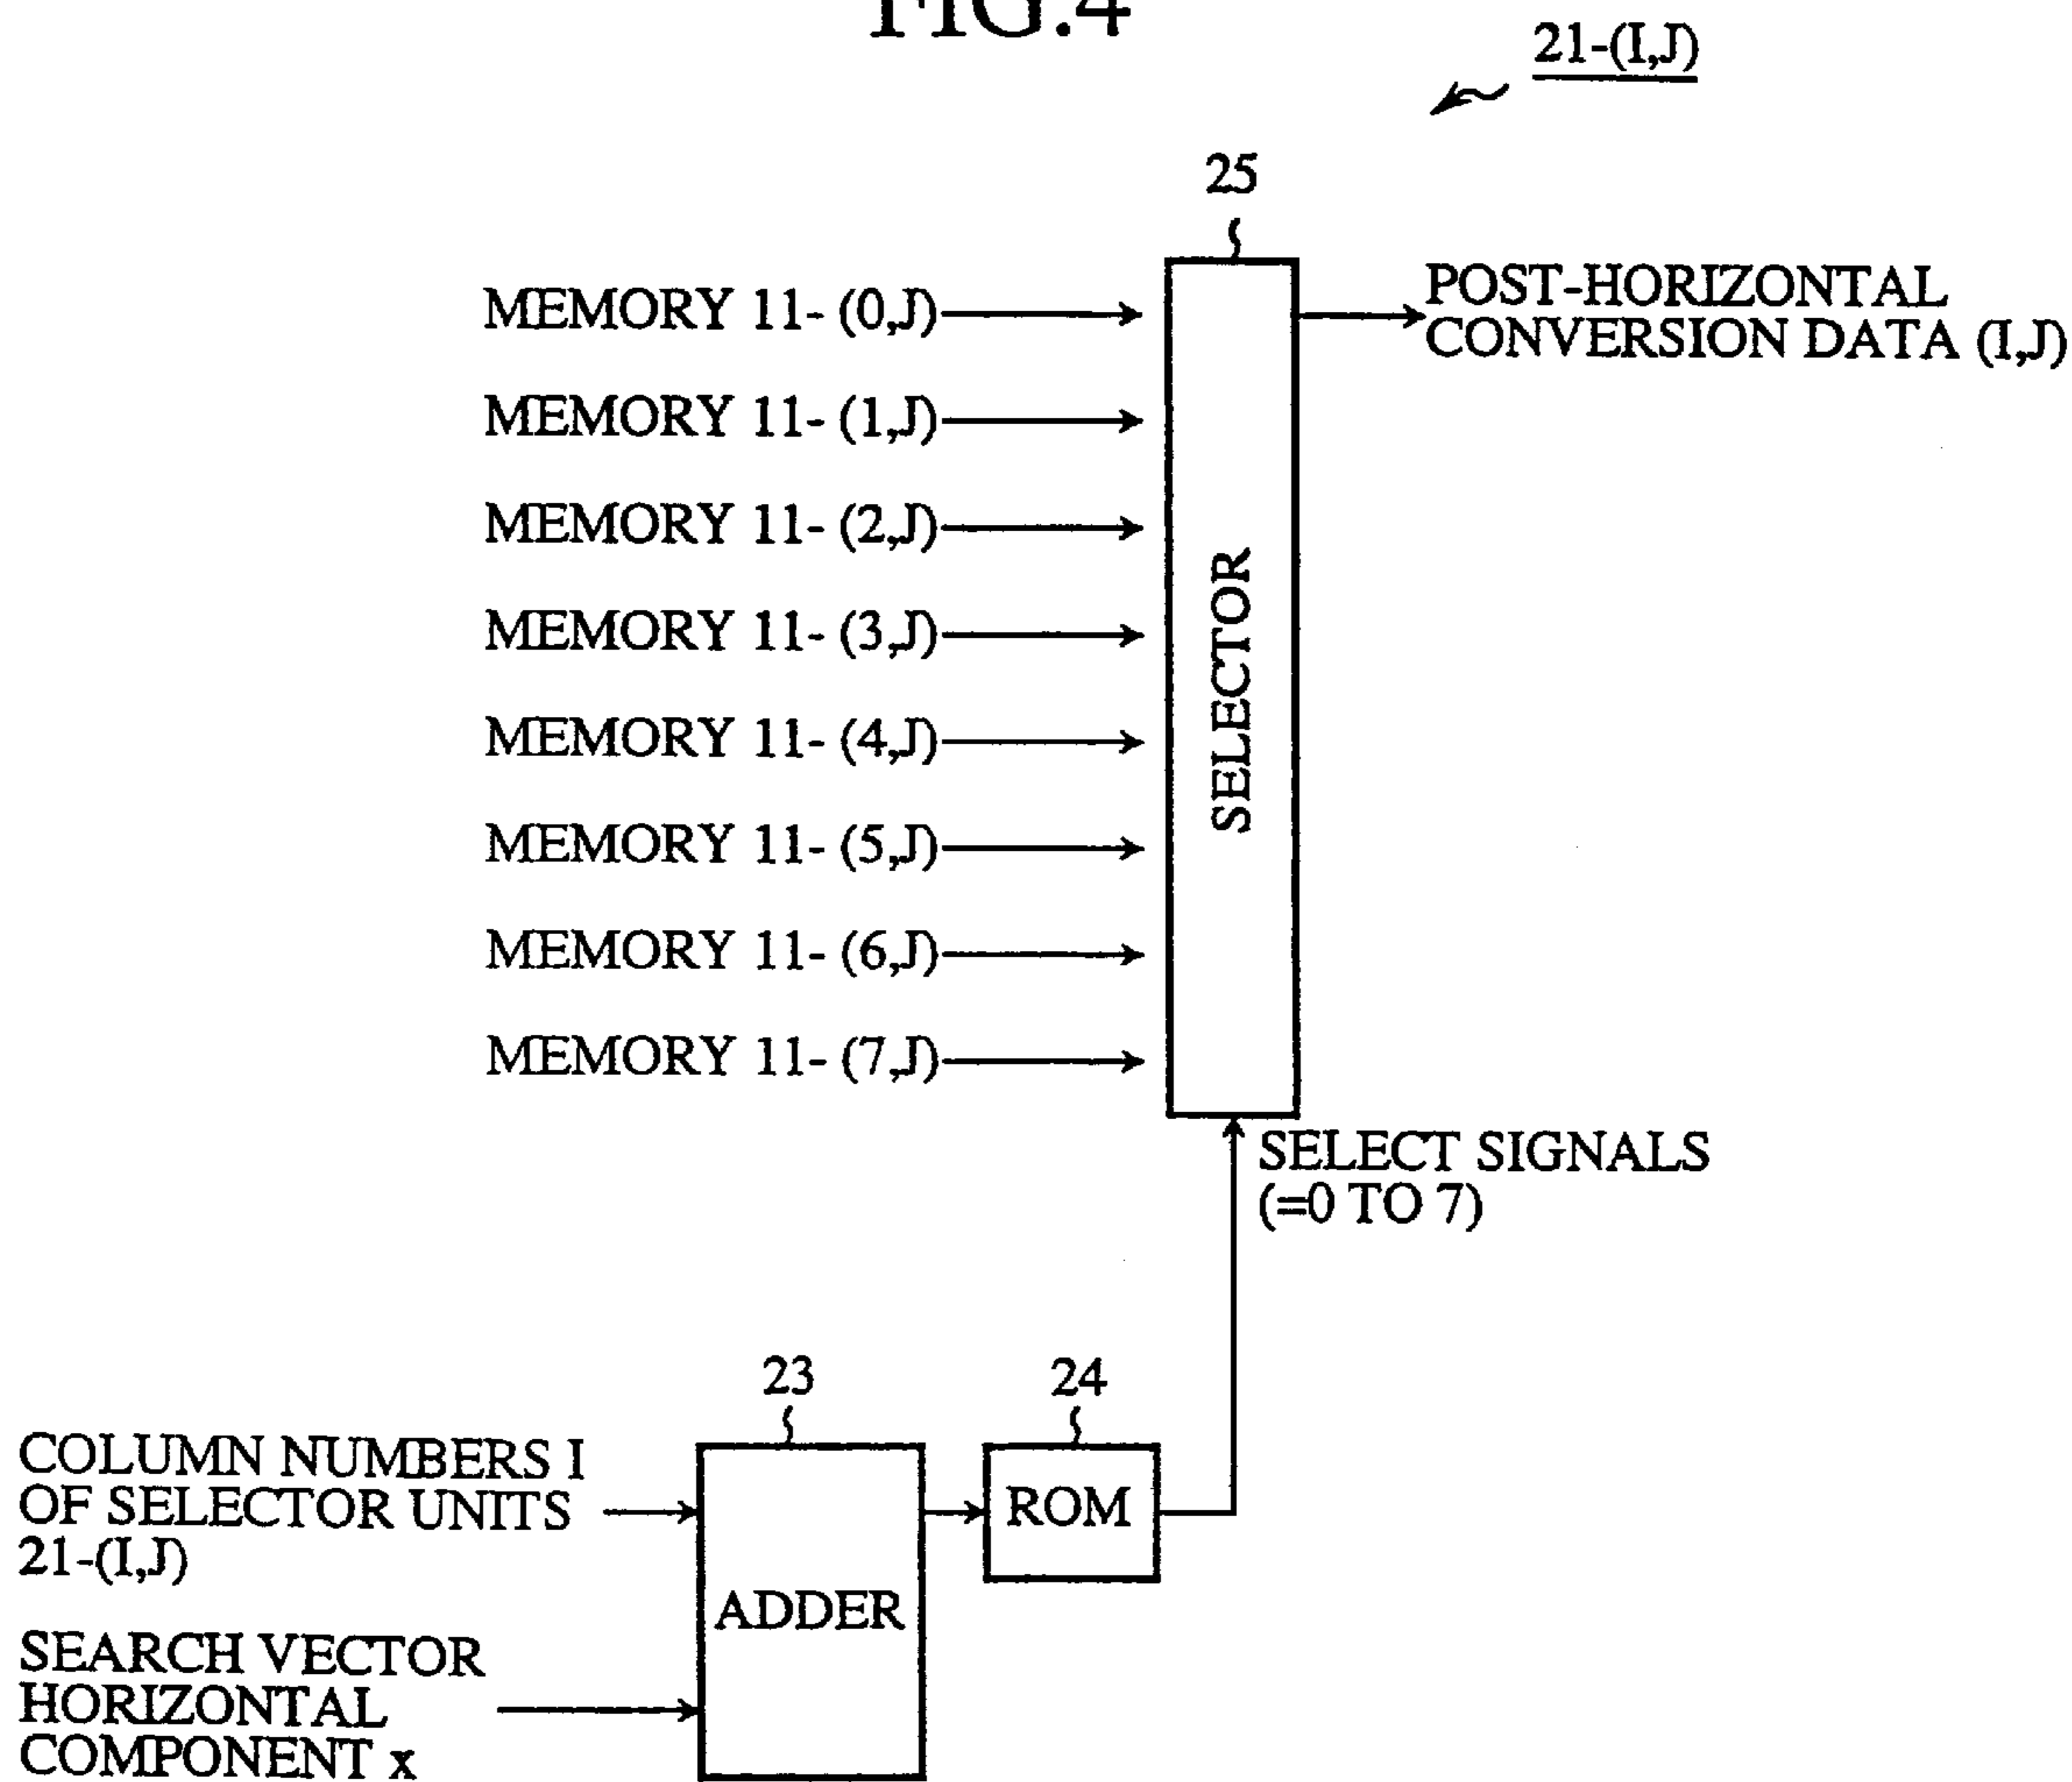 FIG.4
21-(I,J)
25
MEMORY 11- (0,J)
MEMORY 11- (1,J)
MEMORY 11- (2,J)
MEMORY 11- (3,J)
MEMORY 11- (4,J)
MEMORY 11- (5,J)
MEMORY 11- (6,J)
MEMORY 11- (7,J)
SELECTOR
POST-HORIZONTAL
CONVERSION DATA (I,J)
SELECT SIGNALS
(=0 TO 7)
23
24
COLUMN NUMBERS I
OF SELECTOR UNITS
21-(I,J)
SEARCH VECTOR
HORIZONTAL
COMPONENT x
ADDER
ROM